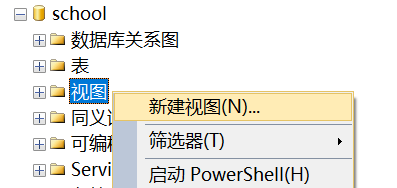 school
数据库关系图
表
视图
新建视图(N)...
同义
筛选器(T)
可编程
启动 PowerShell(H)
Servi